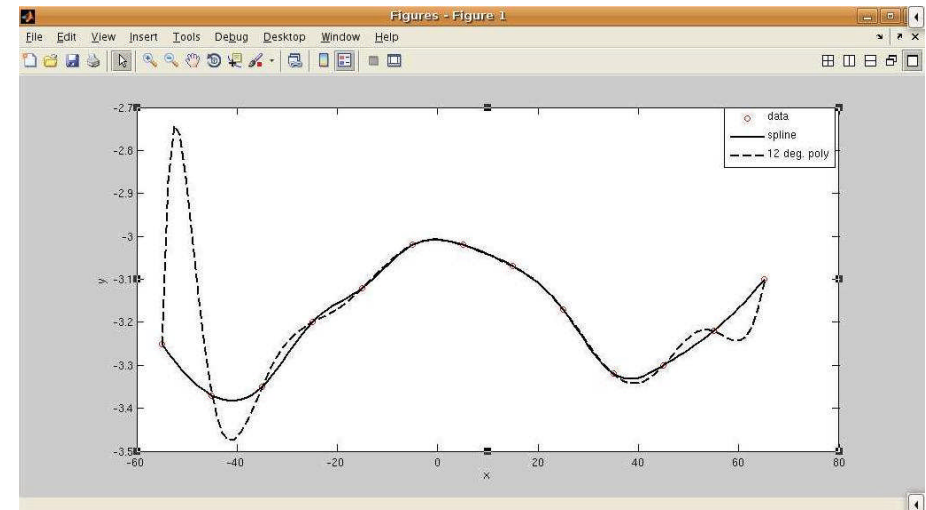 Figures - Figure 1
File Edit View Insert Tools Debug Desktop Window Help
-2.7
-2.8
-2.9
-3
-3.1
-3.2
-3.3
-3.4
-3.5
y
data
spline
12 deg. poly
-60 -40 -20 0 20 40 60 80
x